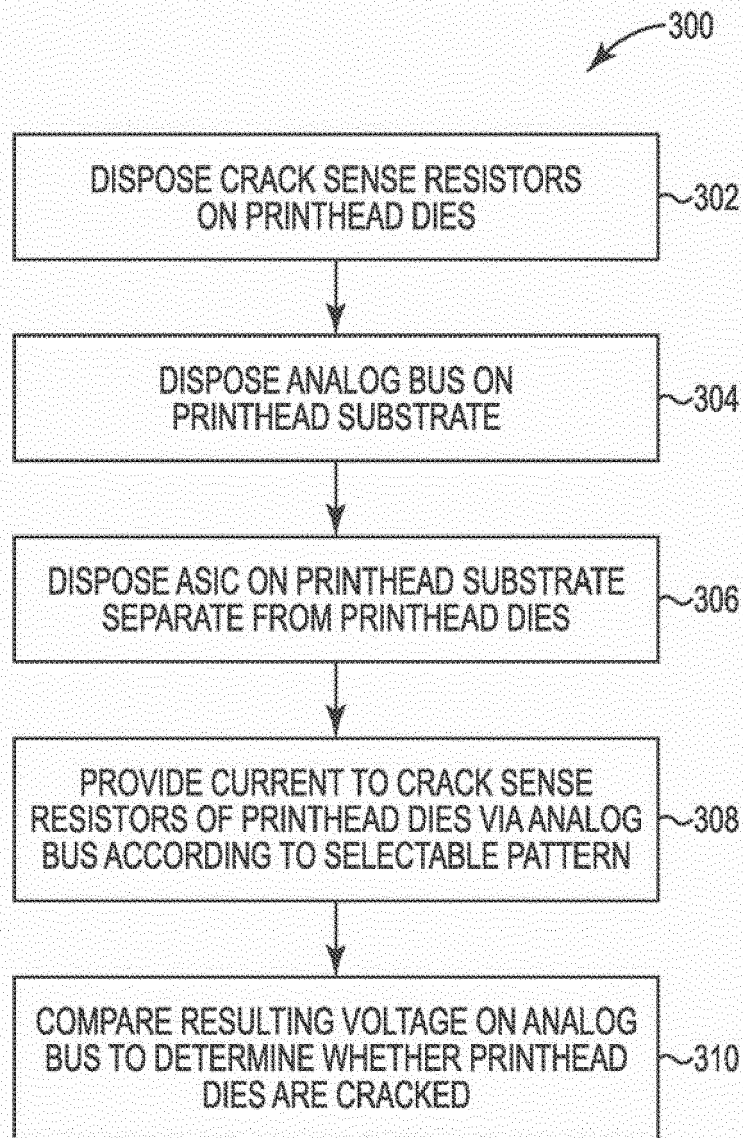 300
DISPOSE CRACK SENSE RESISTORS
ON PRINTHEAD DIES
302
DISPOSE ANALOG BUS ON
PRINTHEAD SUBSTRATE
304
DISPOSE ASIC ON PRINTHEAD SUBSTRATE
SEPARATE FROM PRINTHEAD DIES
306
PROVIDE CURRENT TO CRACK SENSE
RESISTORS OF PRINTHEAD DIES VIA ANALOG
BUS ACCORDING TO SELECTABLE PATTERN
308
COMPARE RESULTING VOLTAGE ON ANALOG
BUS TO DETERMINE WHETHER PRINTHEAD
DIES ARE CRACKED
310